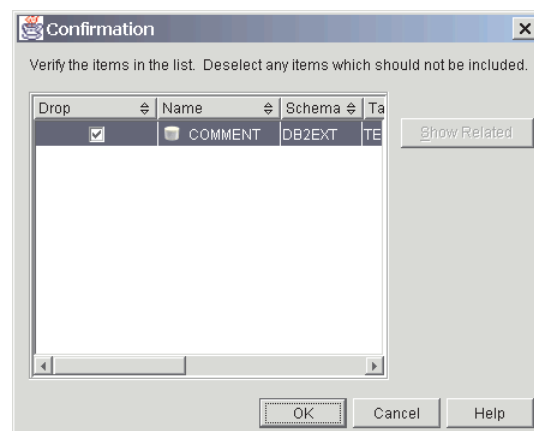 Confirmation
Verify the items in the list. Deselect any items which should not be included.
Drop Name Schema Ta
COMMENT DB2EXT TE
Show Related
OK Cancel Help